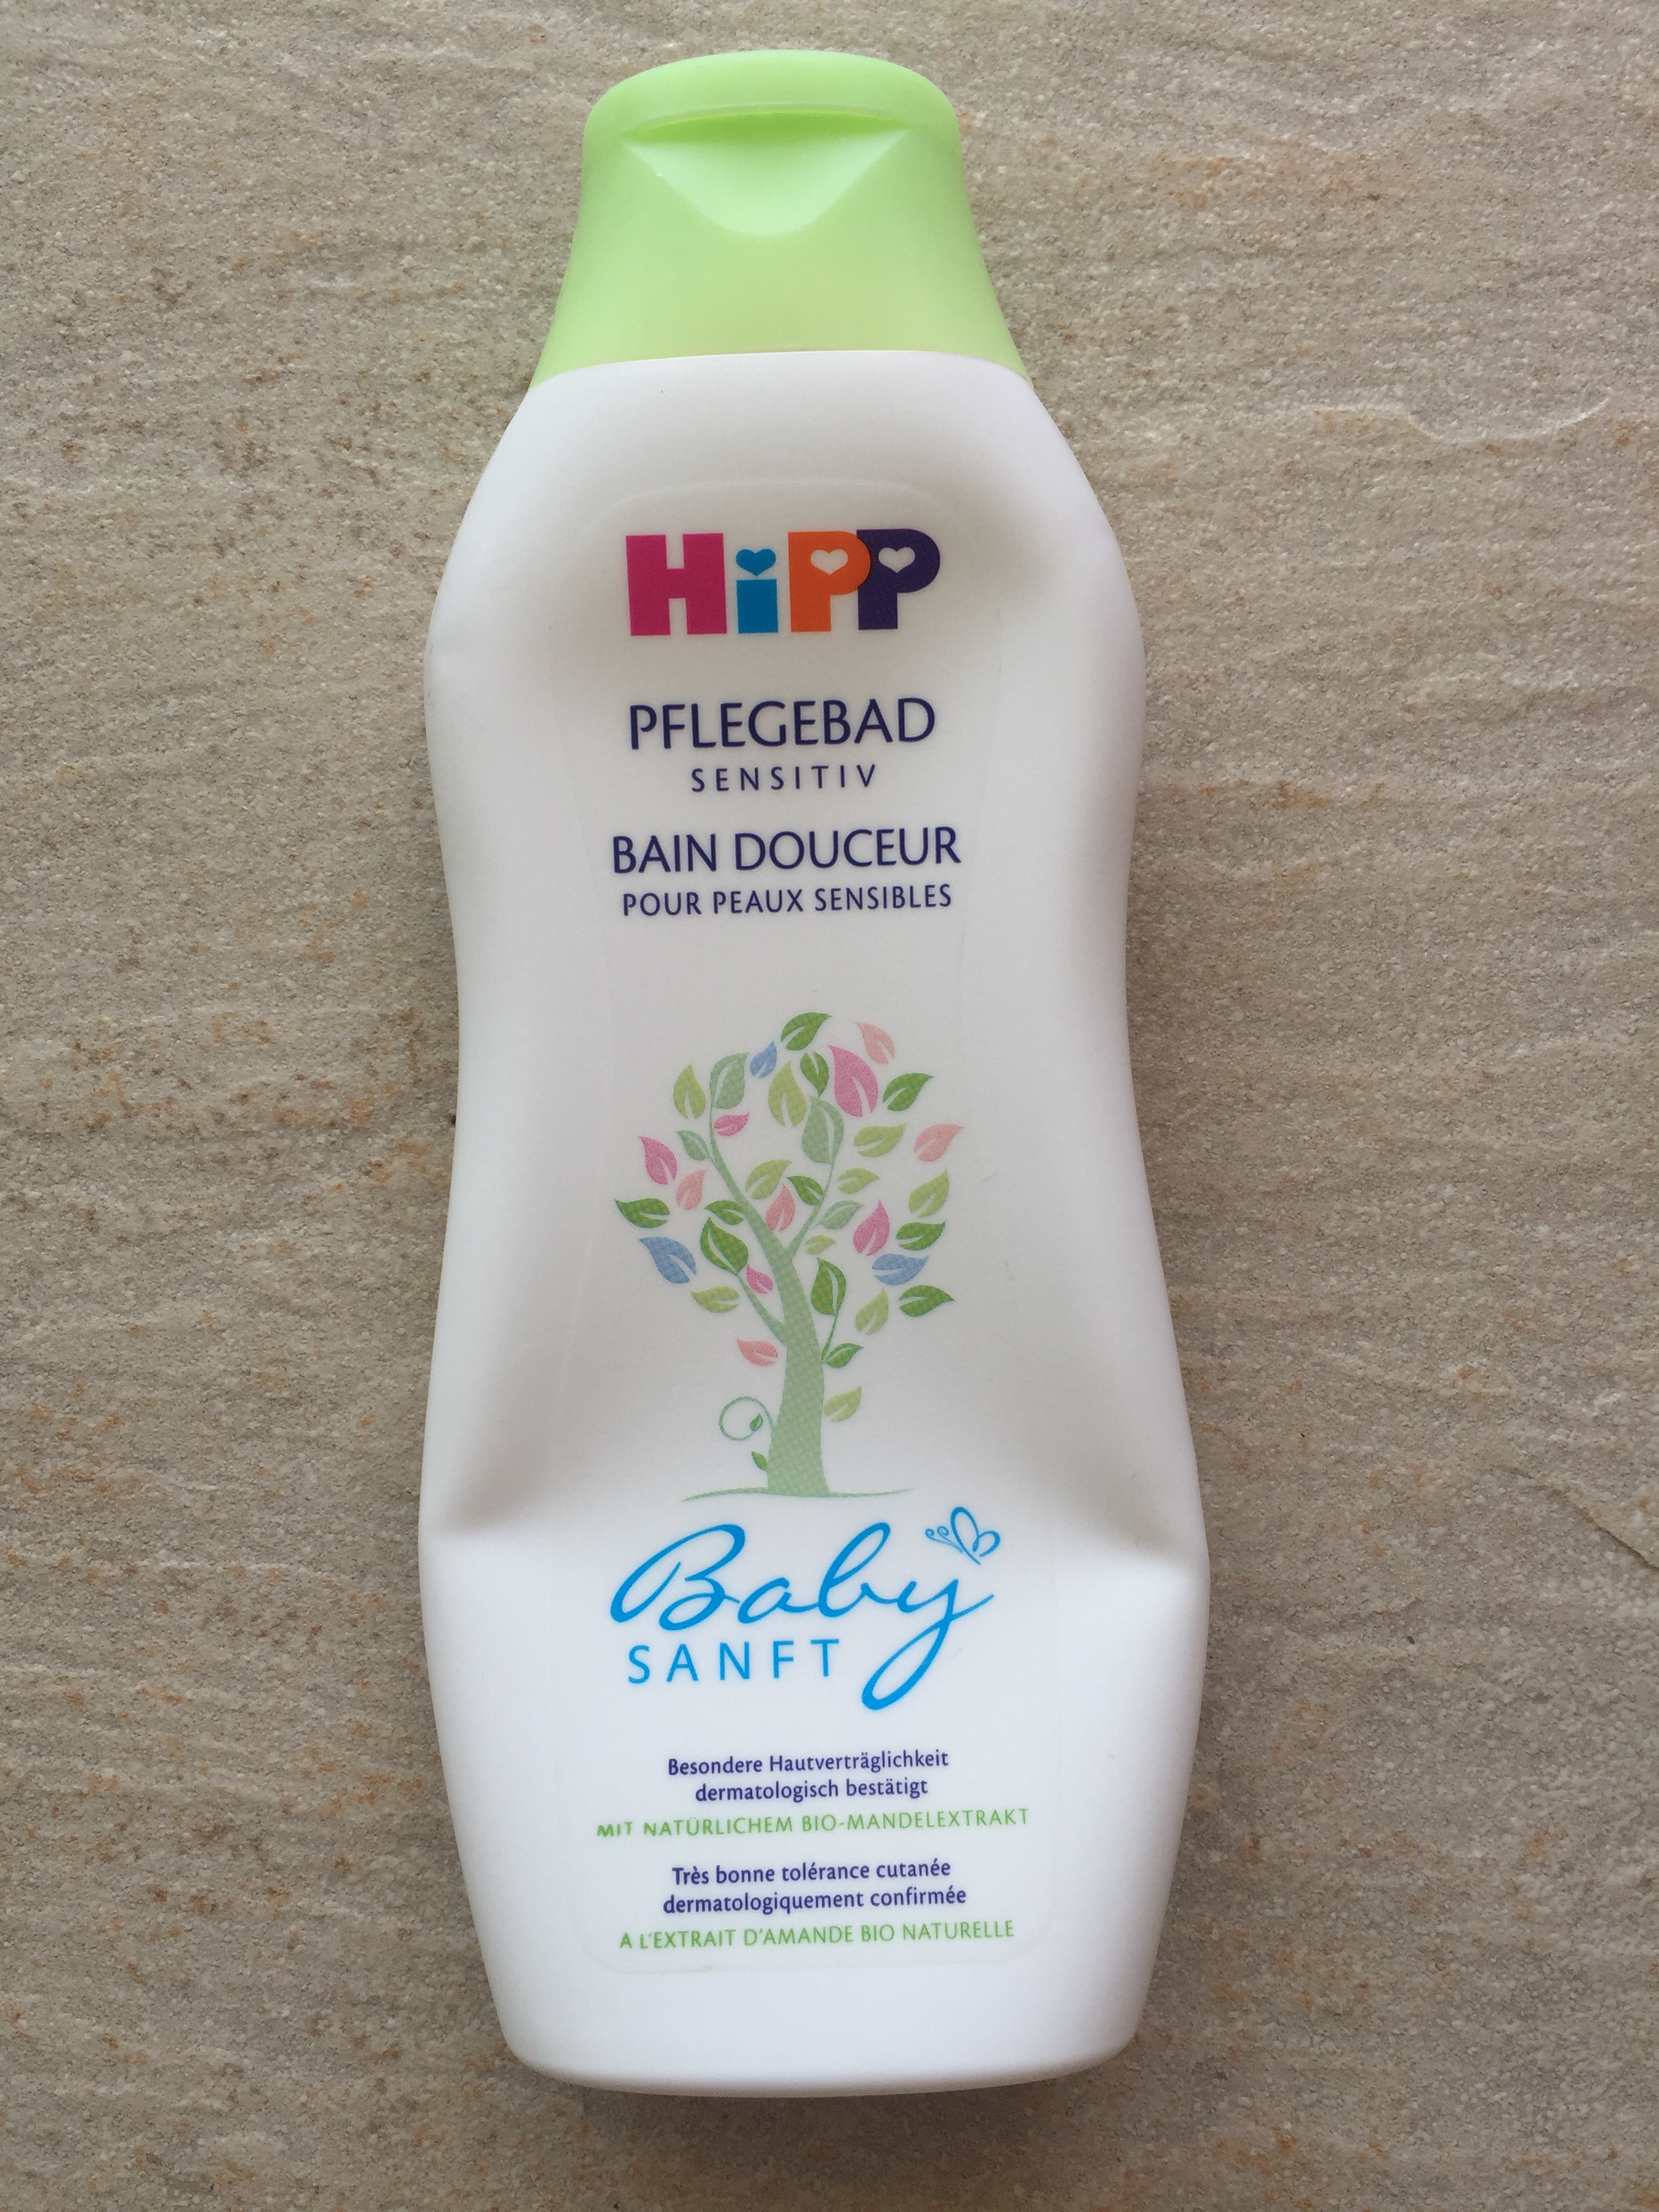 HiPP
PFLEGEBAD
SENSITIV
BAIN DOUCEUR
POUR PEAUX SENSIBLES
Baby
SANFT
Besondere Hautverträglichkeit
dermatologisch bestätigt
MIT NATÜRLICHEM BIO-MANDELEXTRAKT
Très bonne tolérance cutanée
dermatologiquement confirmée
A L'EXTRAIT D'AMANDE BIO NATURELLE